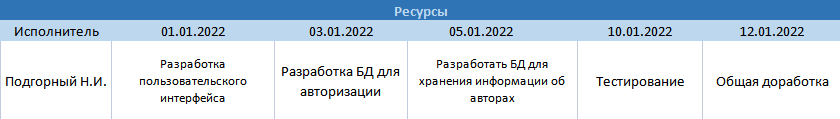 Ресурсы
Исполнитель 01.01.2022 03.01.2022 05.01.2022 10.01.2022 12.01.2022
Подгорный Н.И.
Разработка
пользовательского
интерфейса
Разработка БД для
авторизации
Разработать БД для
хранения информации об
авторах
Тестирование
Общая доработка